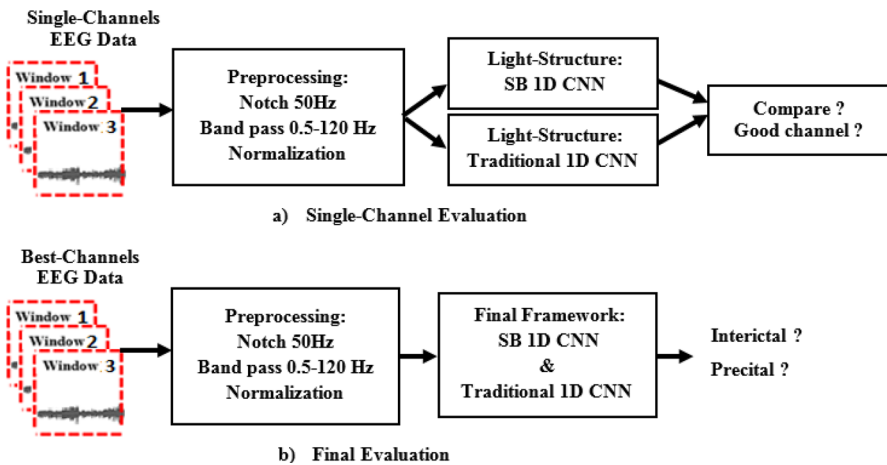 Single-Channels
EEG Data
Window 1
Window 2
Window 3
Preprocessing:
Notch 50Hz
Band pass 0.5-120 Hz
Normalization
Light-Structure:
SB 1D CNN
Light-Structure:
Traditional 1D CNN
Compare ?
Good channel ?
a) Single-Channel Evaluation
Best-Channels
EEG Data
Window 1
Window 2
Window 3
Preprocessing:
Notch 50Hz
Band pass 0.5-120 Hz
Normalization
Final Framework:
SB 1D CNN
&
Traditional 1D CNN
Interictal ?
Precital ?
b) Final Evaluation